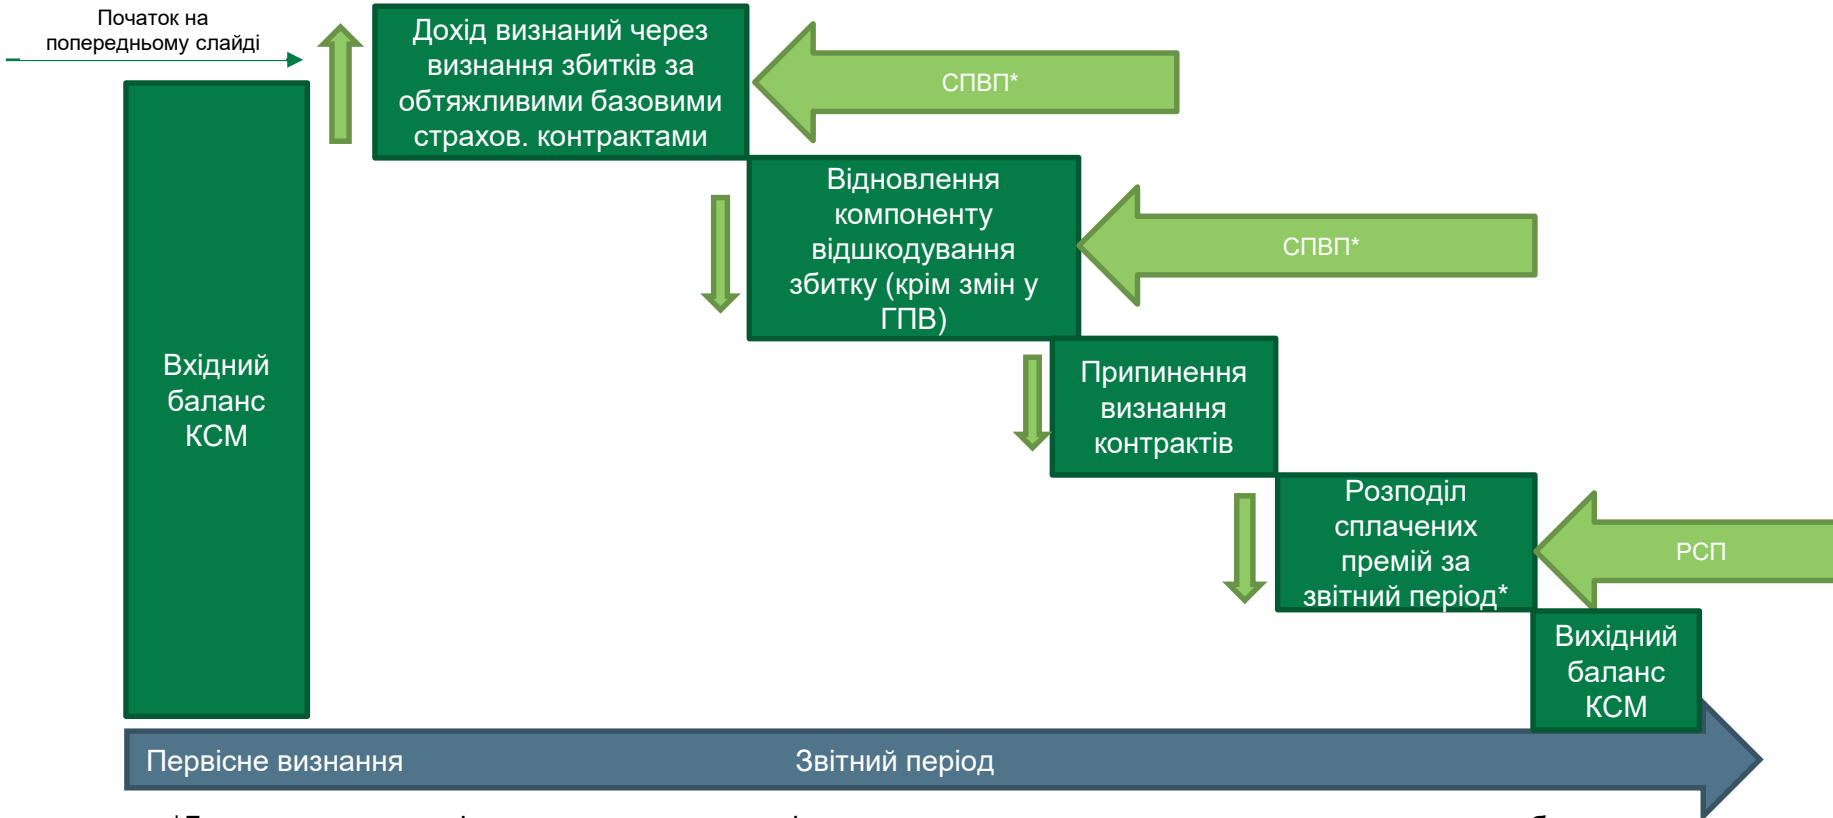 Початок на
попередньому слайді
Дохід визнаний через
визнання збитків за
обтяжливими базовими
страхов. контрактами
СПВП*
Відновлення
компоненту
відшкодування
збитку (крім змін у
ГПВ)
СПВП*
Вхідний
баланс
КСМ
Припинення
визнання
контрактів
Розподіл
сплачених
премій за
звітний період*
РСП
Вихідний
баланс
КСМ
Первісне визнання
Звітний період